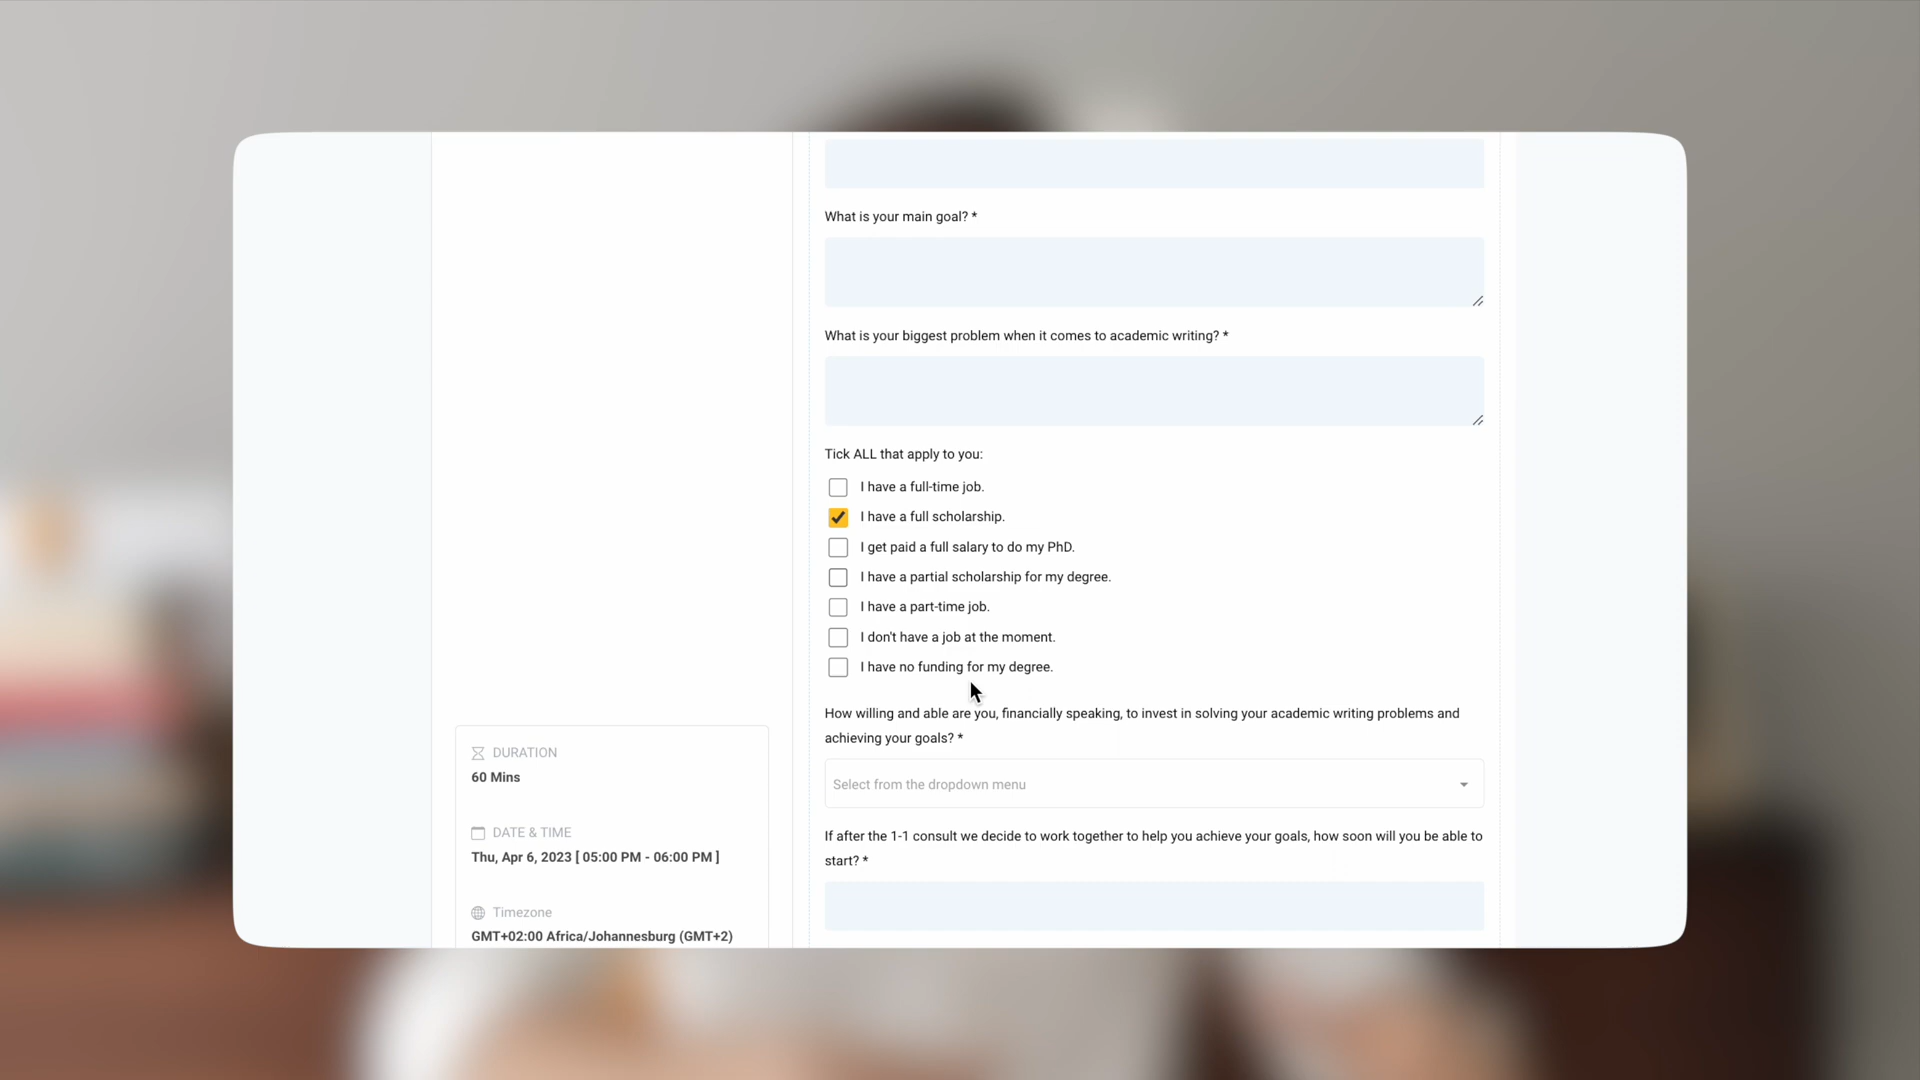 What is your main goal? *
What is your biggest problem when it comes to academic writing? *
Tick ALL that apply to you:
I have a full-time job.
I have a full scholarship.
I get paid a full salary to do my PhD.
I have a partial scholarship for my degree.
I have a part-time job.
I don't have a job at the moment.
I have no funding for my degree.
How willing and able are you, financially speaking, to invest in solving your academic writing problems and
achieving your goals? *
Select from the dropdown menu
If after the 1-1 consult we decide to work together to help you achieve your goals, how soon will you be able to
start? *
DURATION
60 Mins
DATE & TIME
Thu, Apr 6, 2023 [ 05:00 PM - 06:00 PM ]
Timezone
GMT+02:00 Africa/Johannesburg (GMT+2)